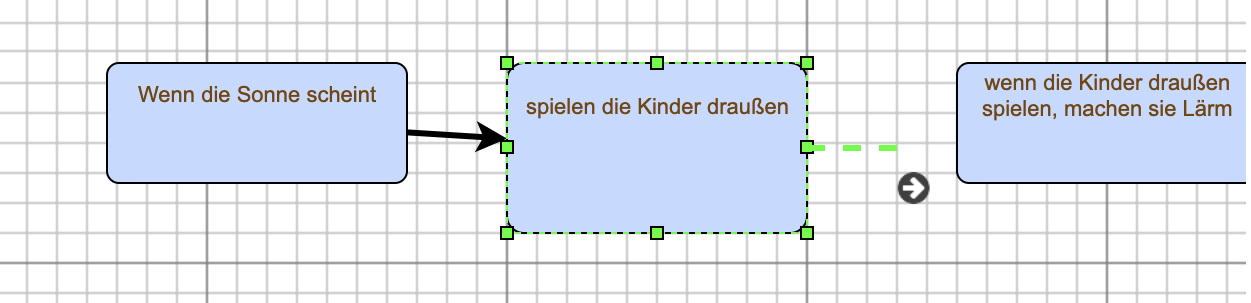 Wenn die Sonne scheint
spielen die Kinder draußen
wenn die Kinder draußen
spielen, machen sie Lärm